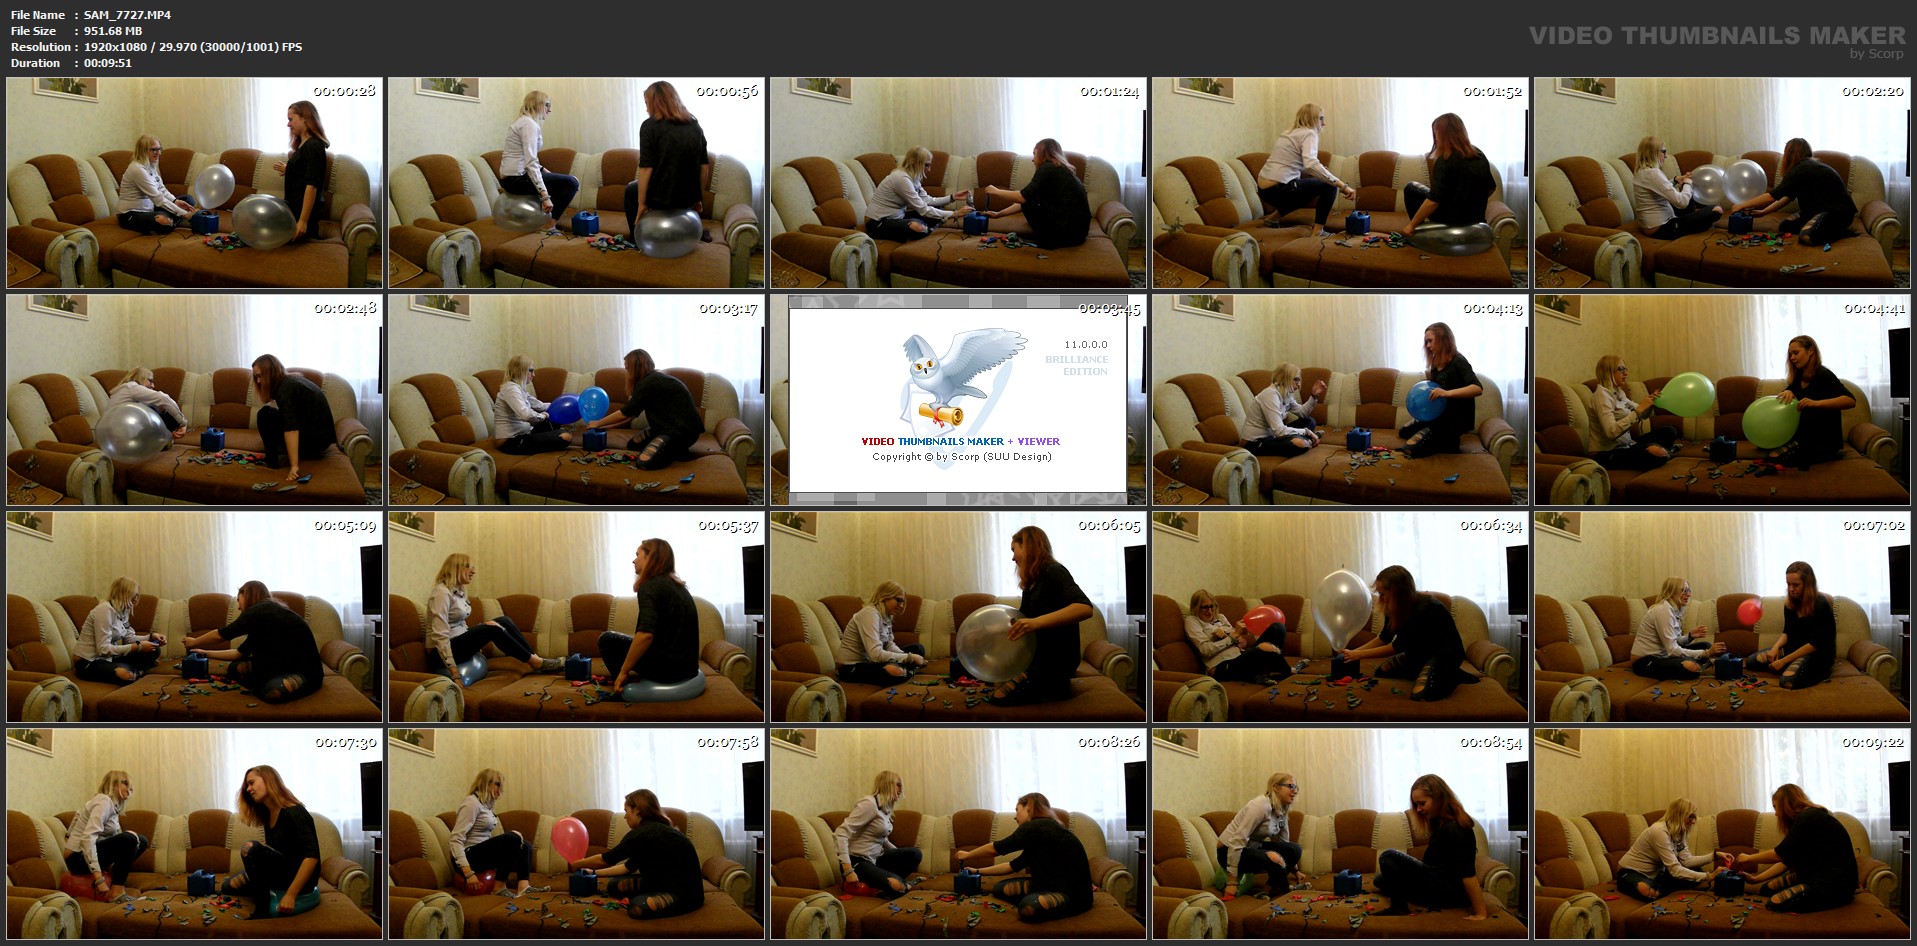 File Name : SAM_7727.MP4
File Size : 951.68 MB
Resolution : 1920x1080 / 29.970 (30000/1001) FPS
Duration : 00:09:51
VIDEO THUMBNAILS MAKER
by Scorp
00:00:28
00:00:56
00:01:24
00:01:52
00:02:20
00:02:48
00:03:17
00:03:45
11.0.0.0
BRILLIANCE
EDITION
VIDEO THUMBNAILS MAKER + VIEWER
Copyright © by Scorp (SUU Design)
00:04:13
00:04:41
00:05:09
00:05:37
00:06:05
00:06:34
00:07:02
00:07:30
00:07:58
00:08:26
00:08:54
00:09:22